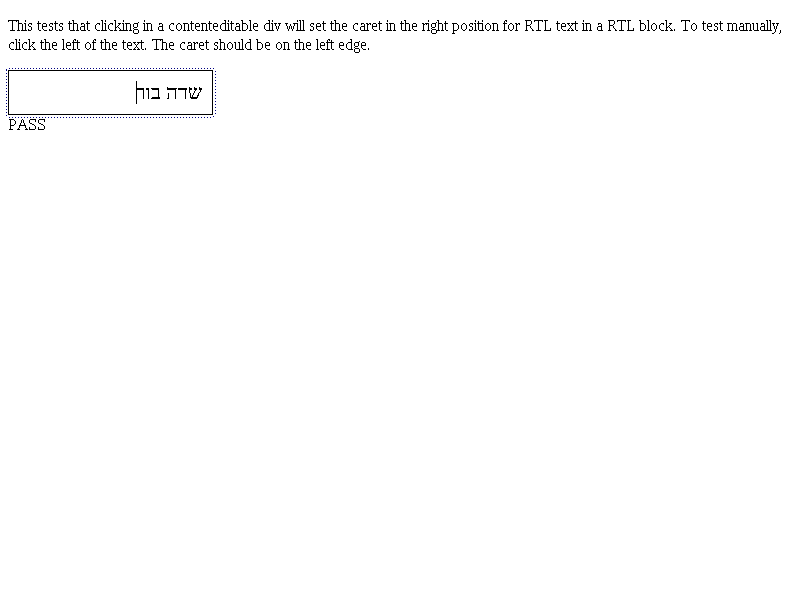 This tests that clicking in a contenteditable div will set the caret in the right position for RTL text in a RTL block. To test manually,
click the left of the text. The caret should be on the left edge.
שדה בור
PASS